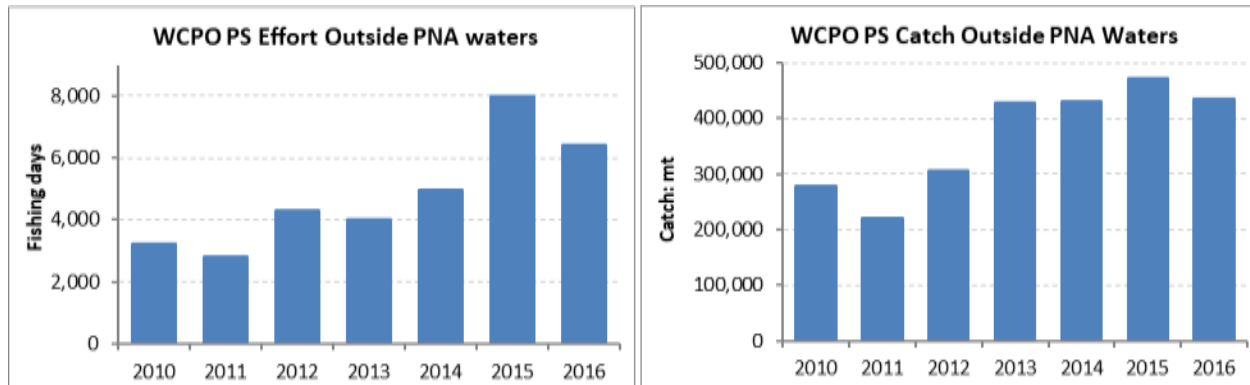 WCPO PS Effort Outside PNA waters
Fishing days
8,000
6,000
4,000
2,000
0
2010 2011 2012 2013 2014 2015 2016
WCPO PS Catch Outside PNA Waters
Catch: mt
500,000
400,000
300,000
200,000
100,000
0
2010 2011 2012 2013 2014 2015 2016